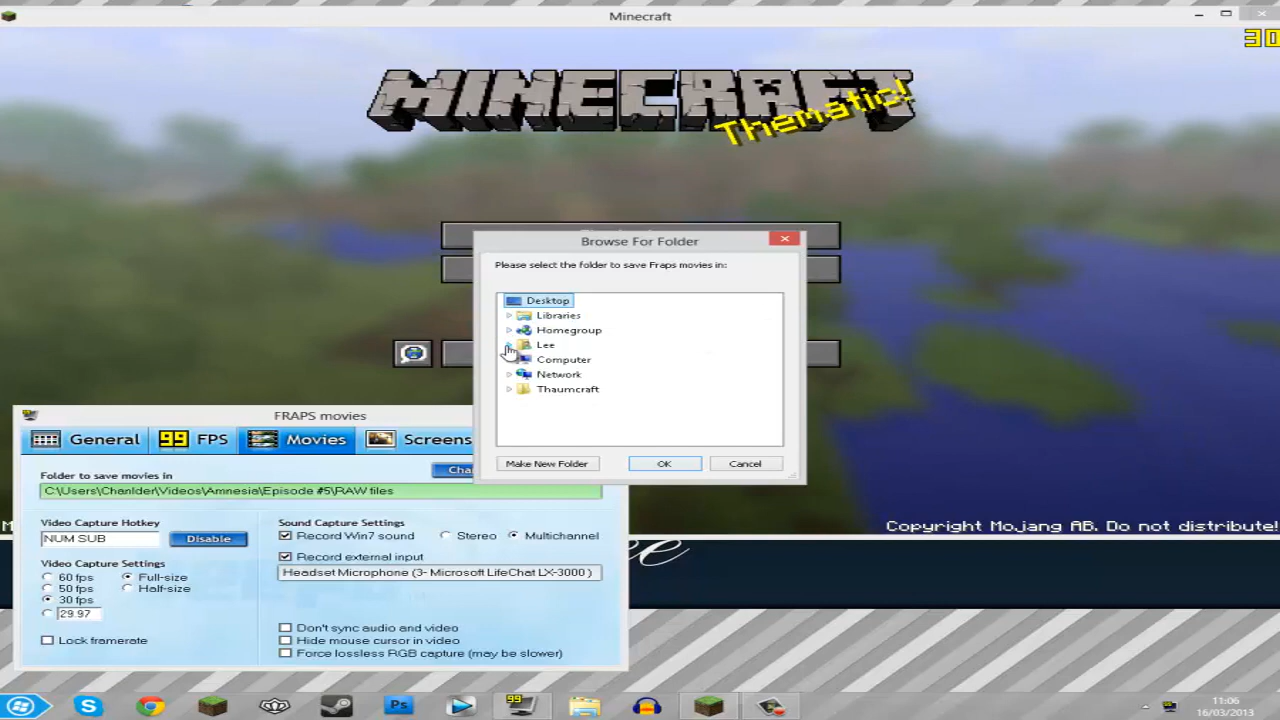 Minecraft
30
MINECRAFT
Thematic!
Browse For Folder
Please select the folder to save Fraps movies in:
Desktop
Libraries
Homegroup
Lee
Computer
Network
Thaumcraft
Make New Folder
OK
Cancel
FRAPS movies
General
99 FPS
Movies
Screens
Folder to save movies in
Cha
C:\Users\Chanlder\Videos\Amnesia\Episode #5\RAW files
Video Capture Hotkey
NUM SUB
Disable
Video Capture Settings
60 fps
Full-size
50 fps
Half-size
30 fps
29.97
Lock framerate
Sound Capture Settings
Record Win7 sound
Stereo
Multichannel
Record external input
Headset Microphone (3- Microsoft LifeChat LX-3000 )
Don't sync audio and video
Hide mouse cursor in video
Force lossless RGB capture (may be slower)
M
Copyright Mojang AB. Do not distribute!
ee
S
Ps
99
11:06
16/03/2013